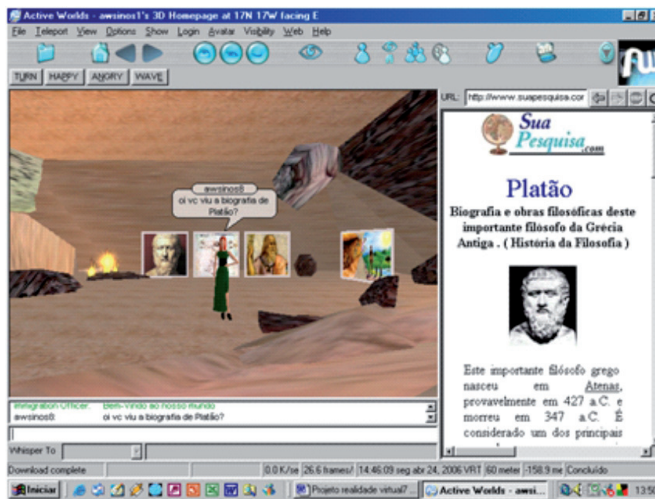 Active Worlds - awsinos1's 3D Homepage at 17N 17W facing E
File Teleport View Options Show Login Avatar Visibility Web Help
TURN HAPPY ANGRY WAVE
URL: http://www.suapesquisa.cor
awsinos8
oi vc viu a biografia de
Platão?
Sua
Pesquisa.com
Platão
Biografia e obras filosóficas deste
importante filósofo da Grécia
Antiga . ( História da Filosofia )
Este importante filósofo grego
nasceu em Atenas,
provavelmente em 427 a.C. e
morreu em 347 a.C. É
considerado um dos principais
Immigration Officer: Bem-Vindo ao nosso mundo
awsinos8: oi vc viu a biografia de Platão?
Whisper To
Download complete 0.0 K/se 26.6 frames/ 14:46:09 seg abr 24, 2006 VRT 60 meter -158.9 me Concluído
Iniciar Projeto realidade virtual7... Active Worlds - awsi... 13:50